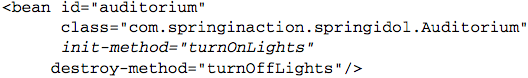 <bean id="auditorium"
class="com.springinaction.springidol.Auditorium"
init-method="turnOnLights"
destroy-method="turnOffLights"/>